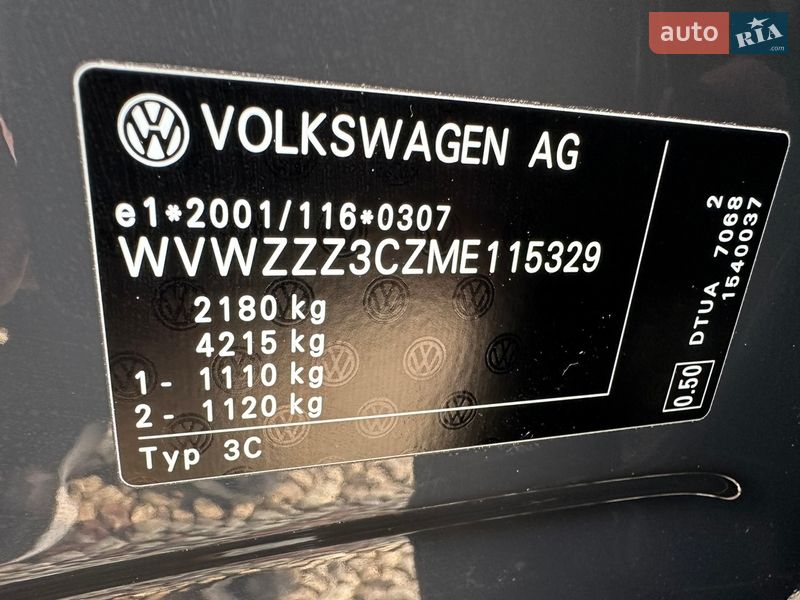 auto RIA.com
VOLKSWAGEN AG
e1*2001/116*0307
WVWZZZ3CZME115329
2180 kg
4215 kg
1 - 1110 kg
2 - 1120 kg
Typ 3C
0.50 DTUA 7068 2
1540037